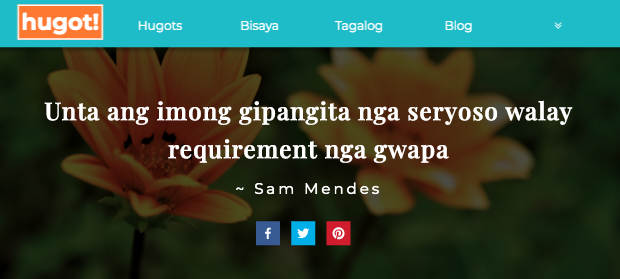 hugot!
Hugots Bisaya Tagalog Blog
Unta ang imong gipangita nga seryoso walay
requirement nga gwapa
~ Sam Mendes